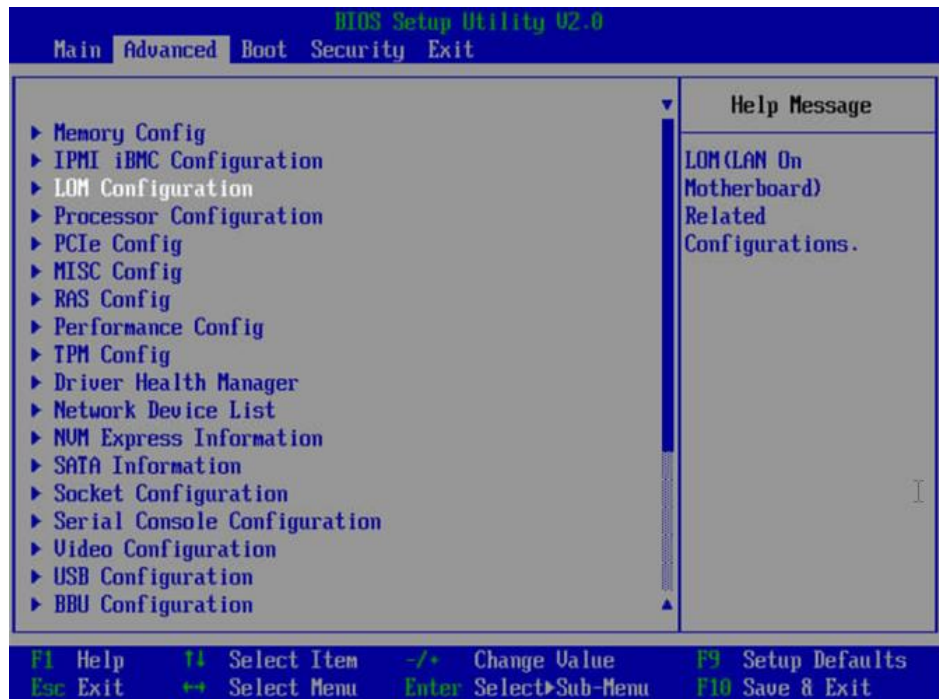 BIOS Setup Utility V2.0
Main Advanced Boot Security Exit
Help Message
Memory Config
IPMI iBMC Configuration
LOM Configuration
Processor Configuration
PCIe Config
MISC Config
RAS Config
Performance Config
TPM Config
Driver Health Manager
Network Device List
NVM Express Information
SATA Information
Socket Configuration
Serial Console Configuration
Video Configuration
USB Configuration
BBU Configuration
LOM(LAN On
Motherboard)
Related
Configurations.
F1 Help ↑↓ Select Item -/+ Change Value F9 Setup Defaults
Esc Exit ↔ Select Menu Enter Select▶Sub-Menu F10 Save & Exit